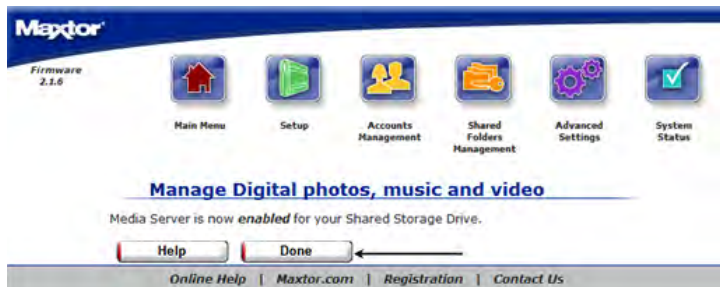 Maxtor
Firmware
2.1.6
Main Menu
Setup
Accounts
Management
Shared
Folders
Management
Advanced
Settings
System
Status
Manage Digital photos, music and video
Media Server is now enabled for your Shared Storage Drive.
Help Done
Online Help | Maxtor.com | Registration | Contact Us